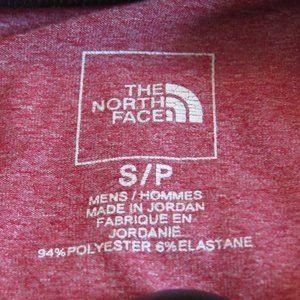 THE
NORTH
FACE
S/P
MENS / HOMMES
MADE IN JORDAN
FABRIQUE EN
JORDANIE
94% POLYESTER 6% ELASTANE